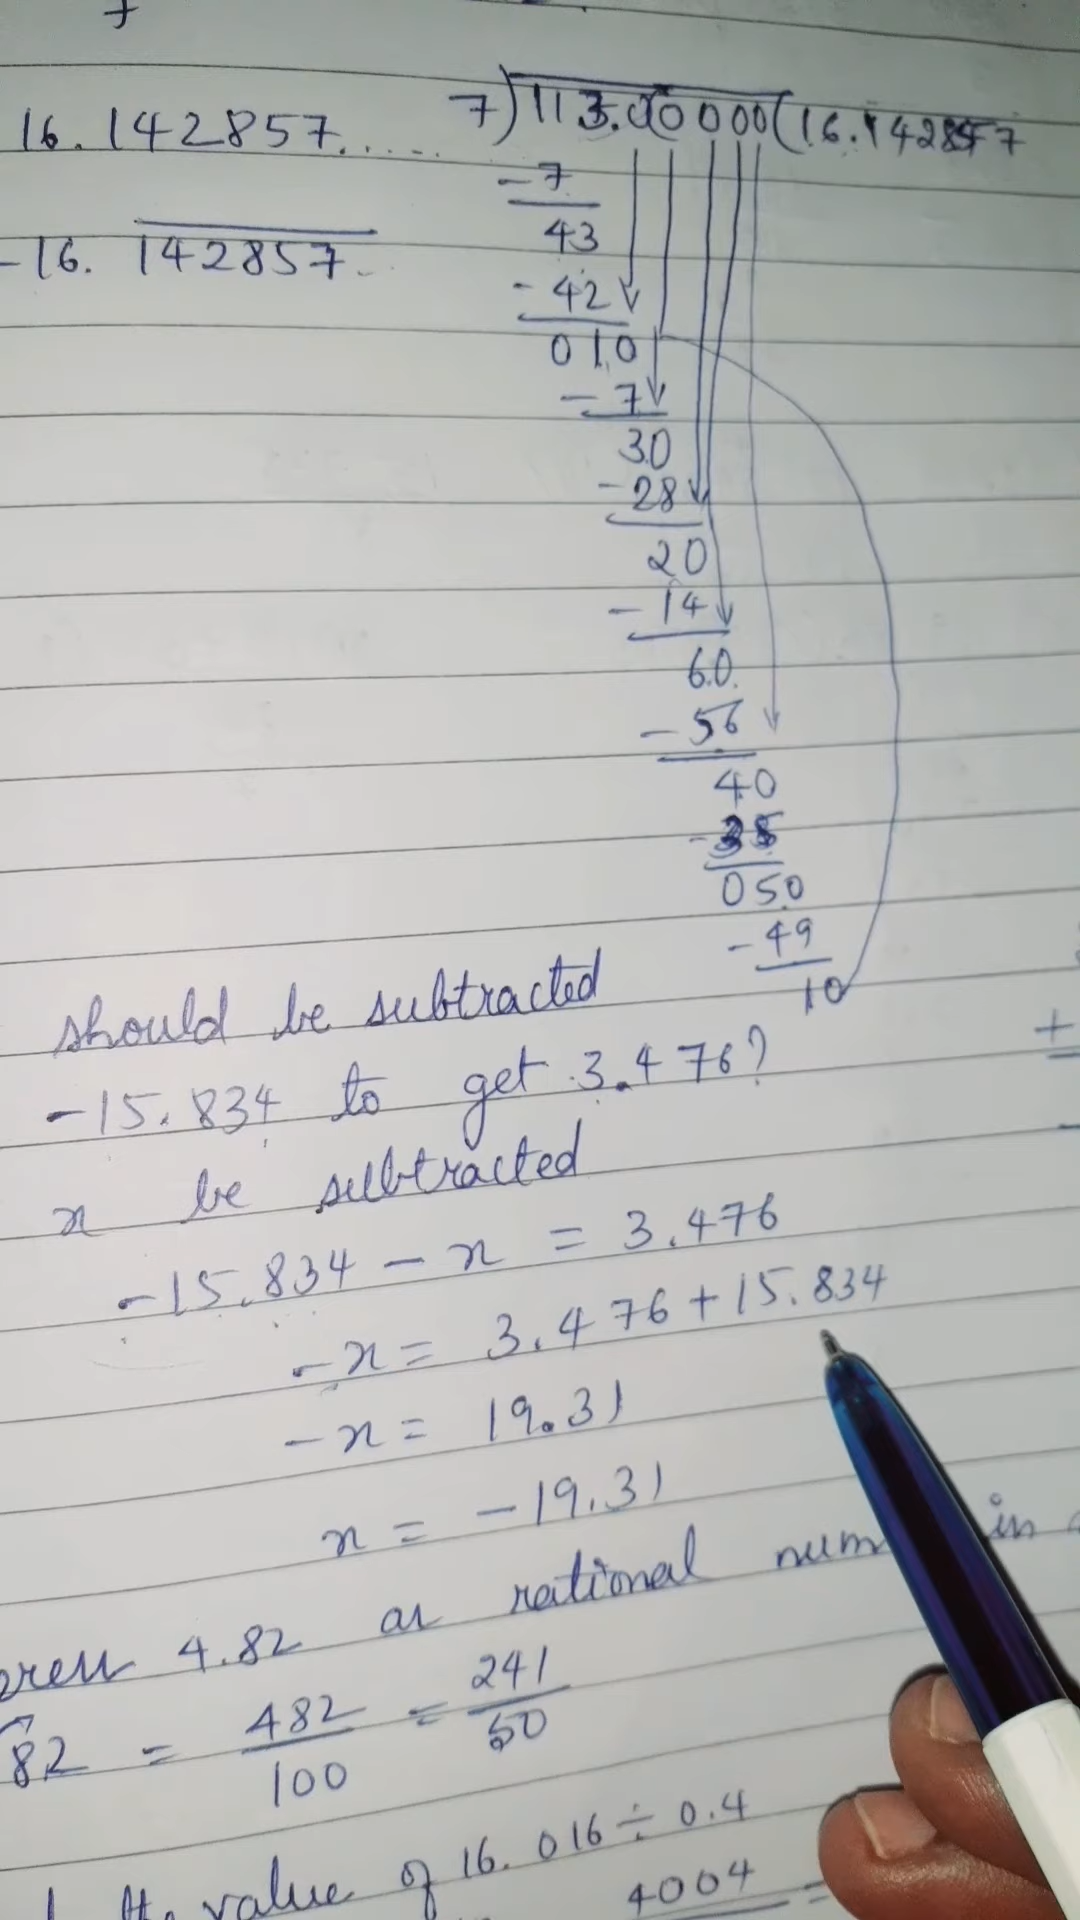 7)113.00000(16.142857
16.142857.....
-7
43
-16. 142857
-42
010
-7
30
-28
20
-14
60
-56
40
-35
050
-49
10
should be subtracted
-15.834 to get 3.476?
x be subtracted
-15.834 - x = 3.476
-x = 3.476 + 15.834
-x = 19.31
x = -19.31
4.82 as rational in
82 = 482/100 = 241/50
value of 16.016 ÷ 0.4
4004 =